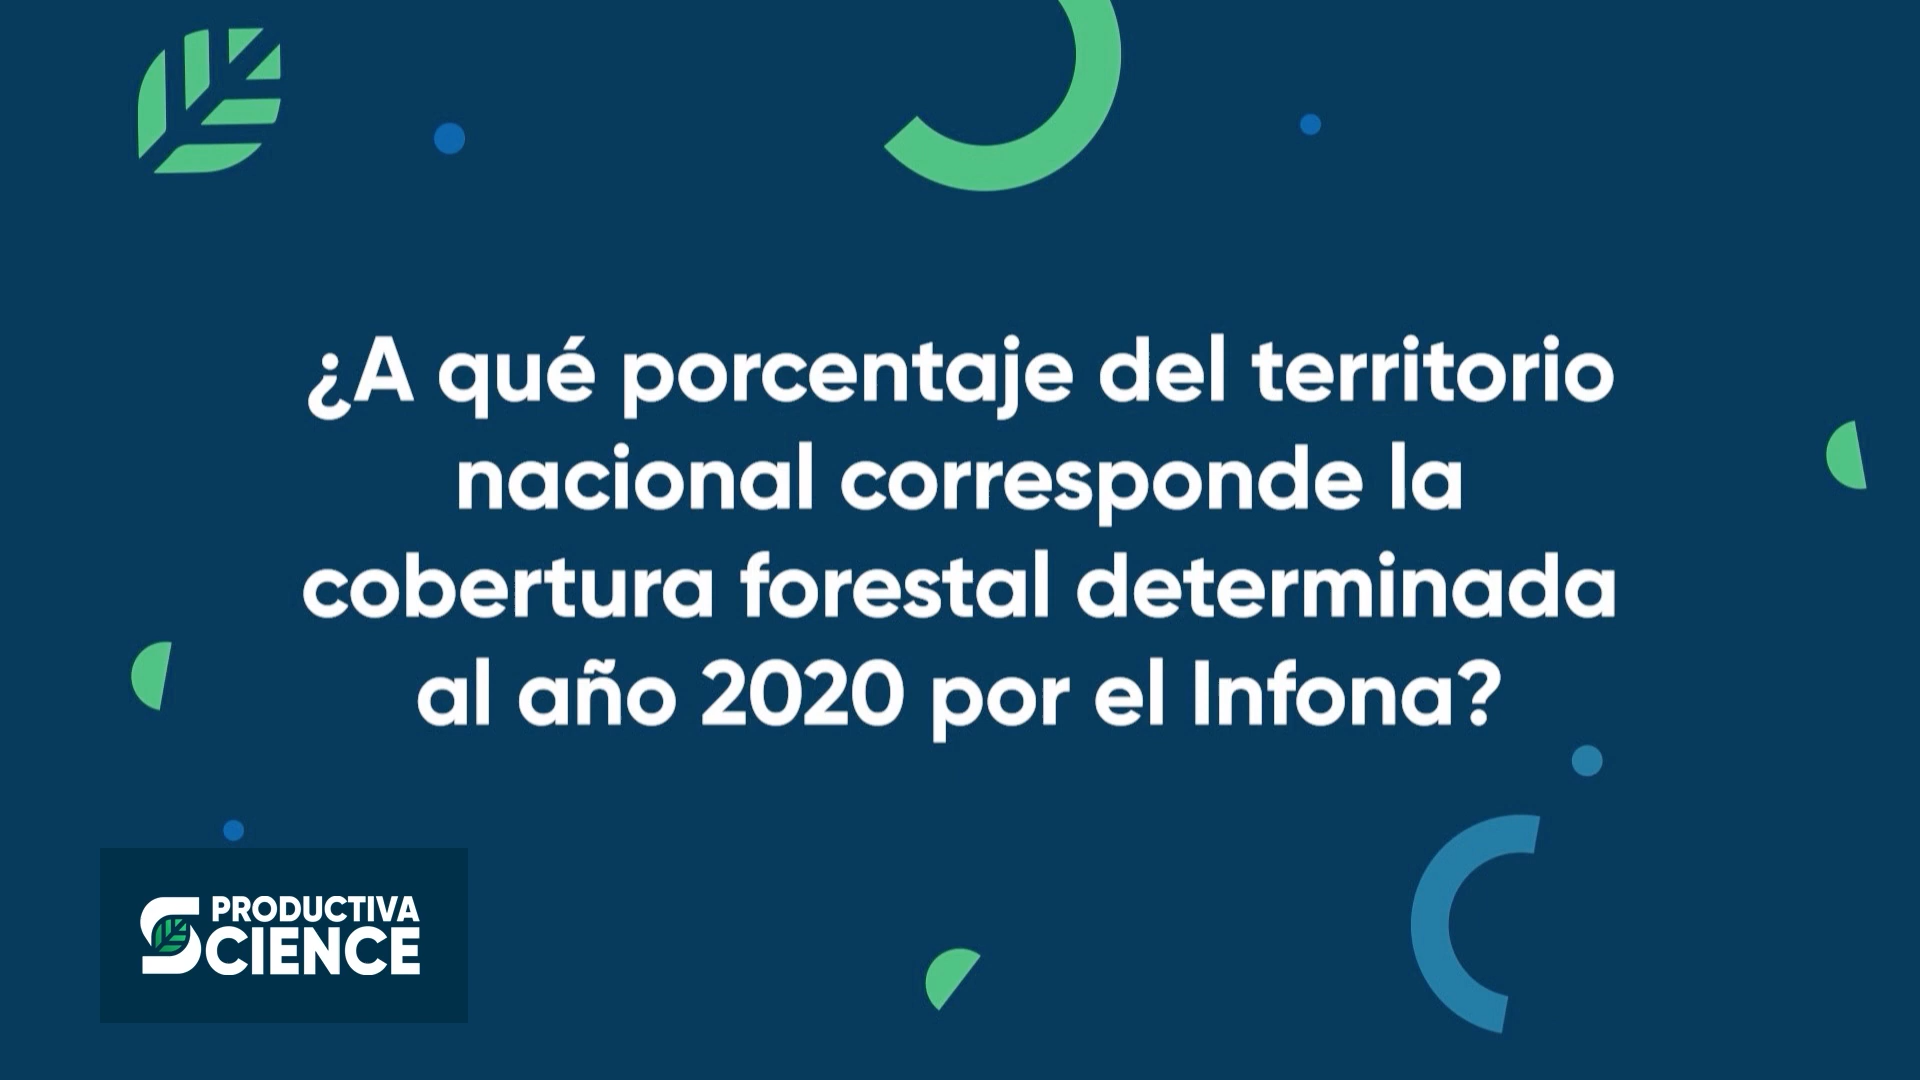 ¿A qué porcentaje del territorio
nacional corresponde la
cobertura forestal determinada
al año 2020 por el Infona?
PRODUCTIVA
SCIENCE